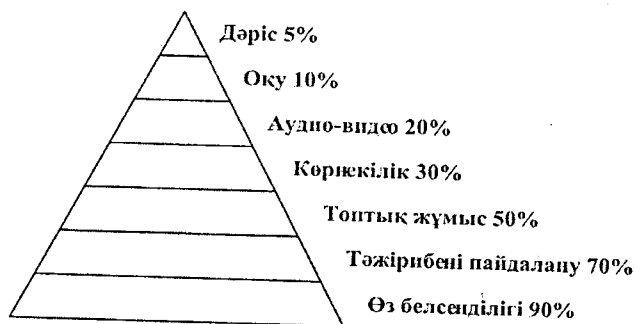 Дәріс 5%
Оқу 10%
Аудио-видео 20%
Көрнекілік 30%
Топтық жұмыс 50%
Тәжірибені пайдалану 70%
Өз белсенділігі 90%